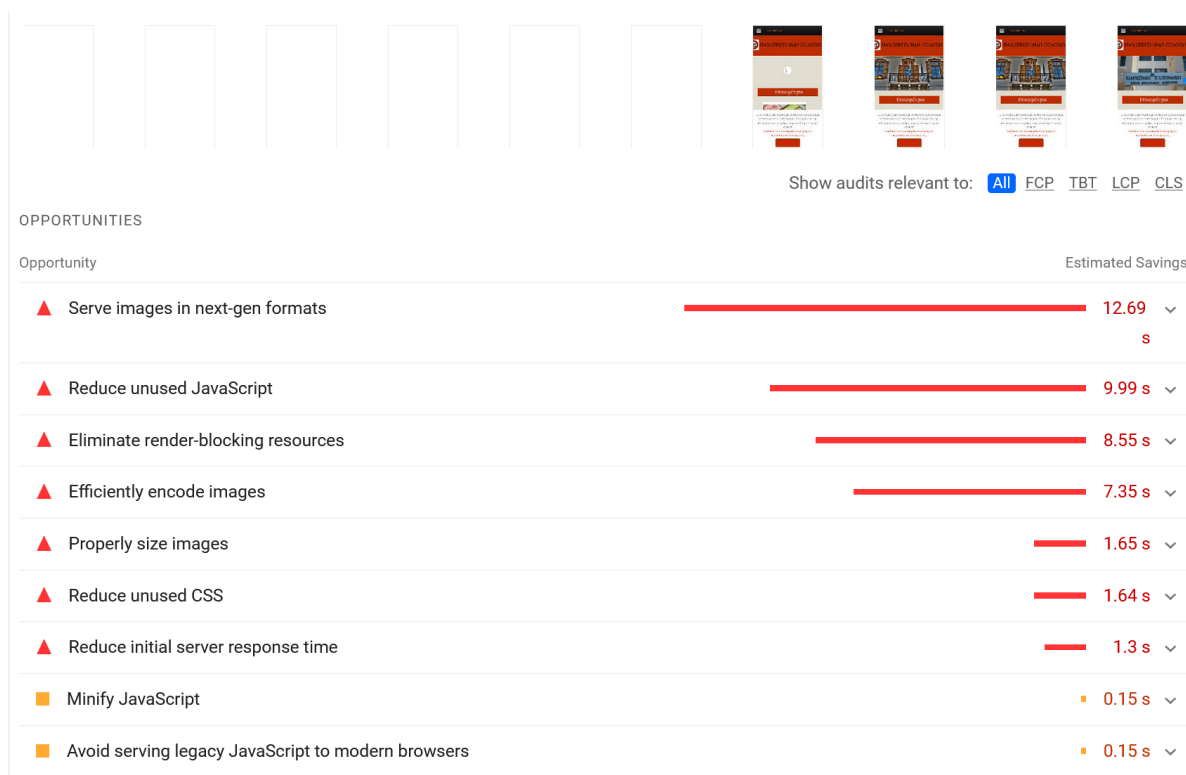 Show audits relevant to: All FCP TBT LCP CLS
OPPORTUNITIES
Opportunity Estimated Savings
Serve images in next-gen formats 12.69
s
Reduce unused JavaScript 9.99 s
Eliminate render-blocking resources 8.55 s
Efficiently encode images 7.35 s
Properly size images 1.65 s
Reduce unused CSS 1.64 s
Reduce initial server response time 1.3 s
Minify JavaScript 0.15 s
Avoid serving legacy JavaScript to modern browsers 0.15 s